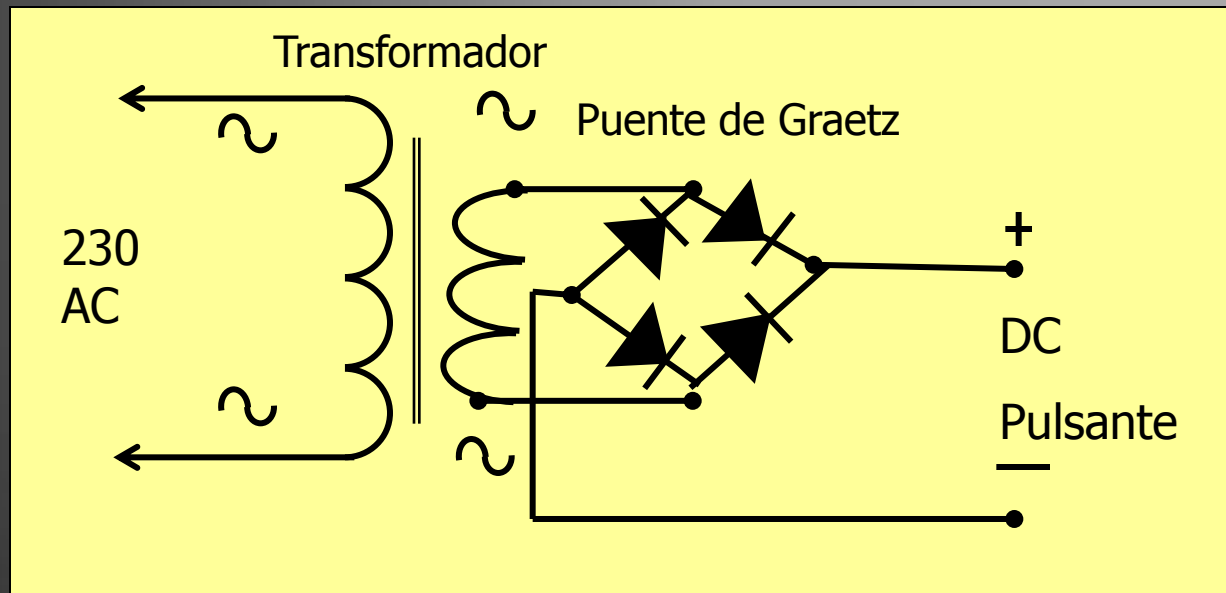 Transformador
Puente de Graetz
230
AC
+
DC
Pulsante
—